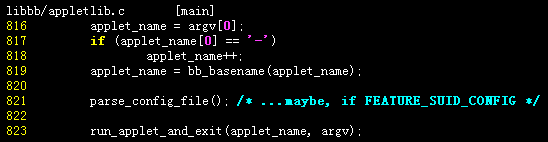 libbb/appletlib.c [main]
816 applet_name = argv[0];
817 if (applet_name[0] == '-')
818 applet_name++;
819 applet_name = bb_basename(applet_name);
820
821 parse_config_file(); /* ...maybe, if FEATURE_SUID_CONFIG */
822
823 run_applet_and_exit(applet_name, argv);